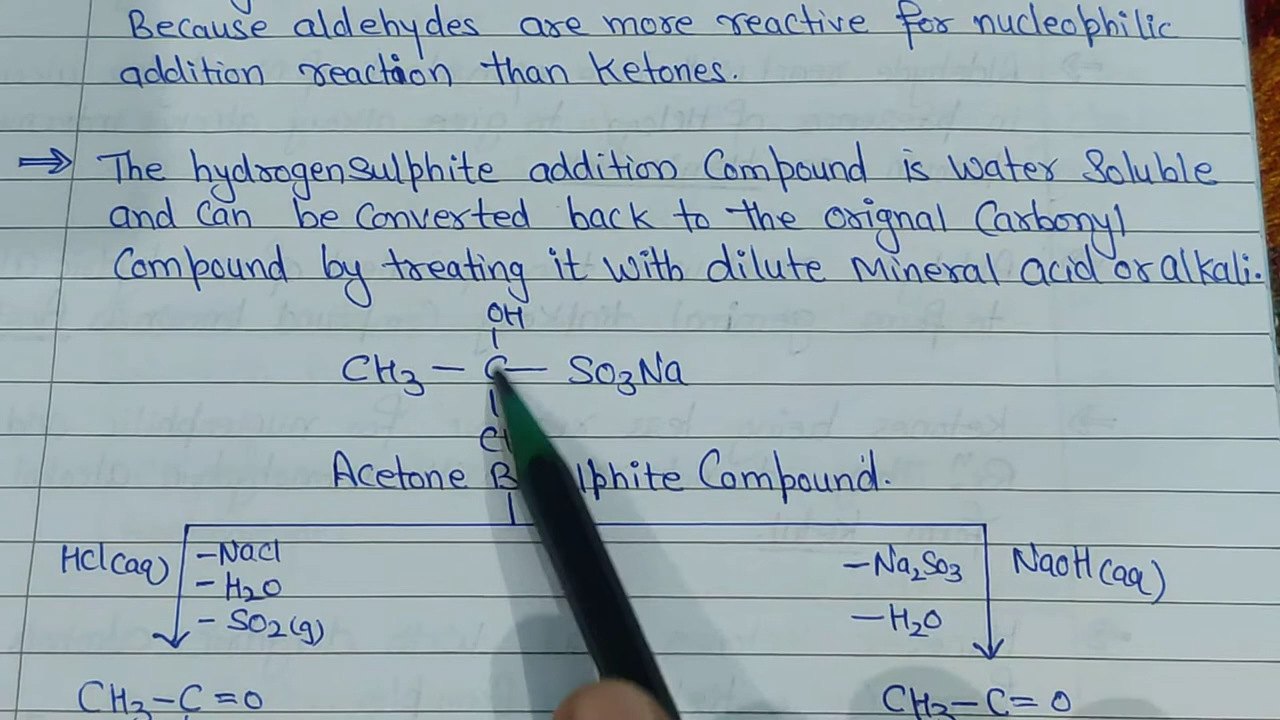 Because aldehydes are more reactive for nucleophilic
addition reaction than Ketones.
⇒ The hydrogensulphite addition Compound is Water Soluble
and Can be Converted back to the orignal Carbonyl
Compound by treating it with dilute Mineral acid or alkali.
OH
CH3 – C – SO3Na
Acetone Compound.
HCl(aq) -NaCl -Na2SO3 NaOH(aq)
-H2O -H2O
-SO2(g)
CH3-C=O CH3-C=O